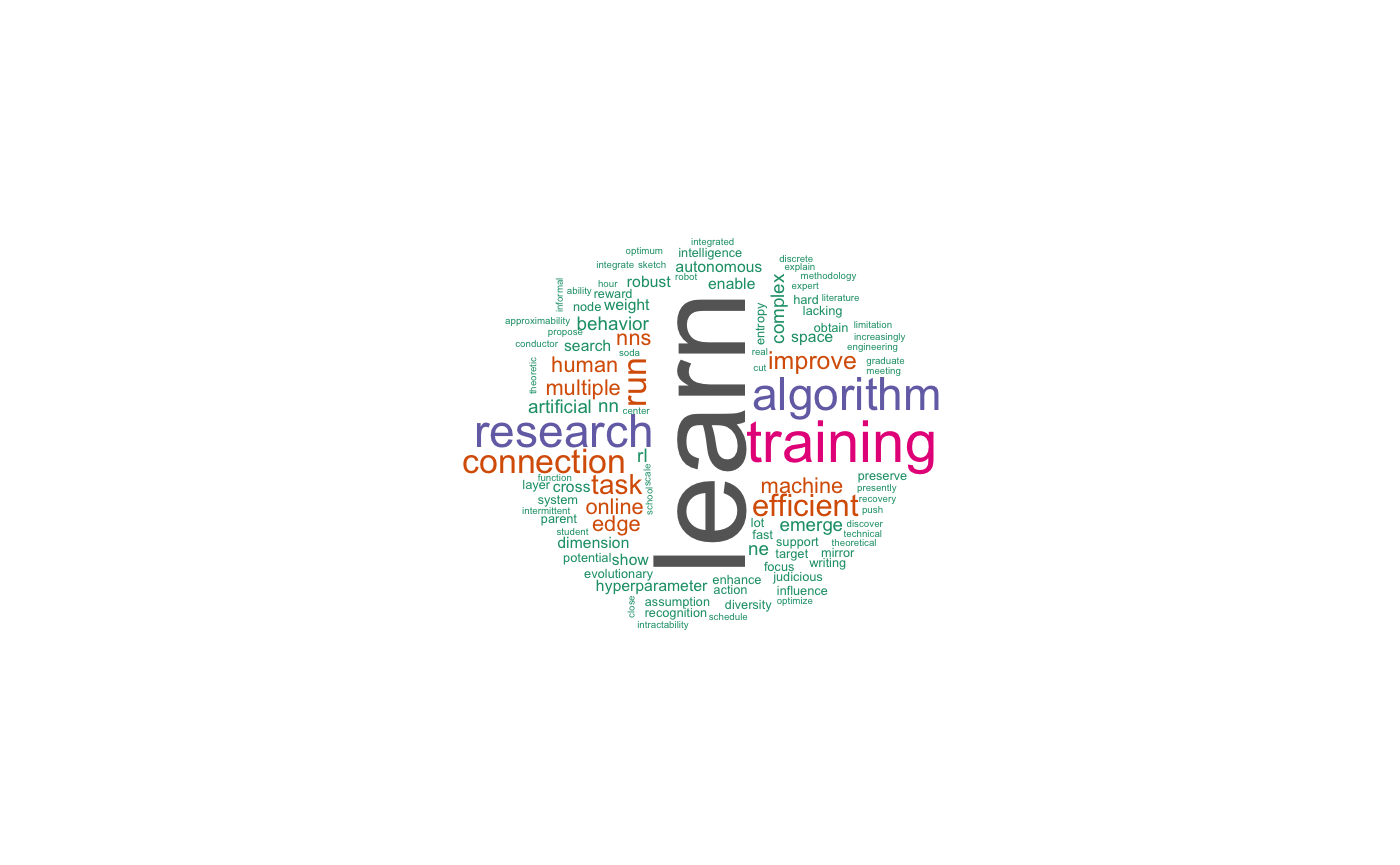 integrated
optimum
intelligence
discrete
integrate
sketch
autonomous
explain
robot
methodology
hour
robust
enable
expert
ability
reward
informal
complex
hard
literature
node
weight
lacking
approximability
behavior
entropy
obtain
limitation
propose
nns
space
increasingly
conductor
search
soda
real
engineering
theoretic
human
run
learn
cut
improve
graduate
meeting
multiple
algorithm
artificial
nn
center
research
training
connection
rl
function
scale
preserve
layer
cross
task
machine
presently
system
school
online
efficient
recovery
intermittent
push
parent
edge
lot
emerge
discover
student
fast
technical
dimension
ne
support
theoretical
potential
show
target
mirror
focus
writing
evolutionary
enhance
judicious
hyperparameter
action
influence
close
assumption
diversity
optimize
recognition
schedule
intractability